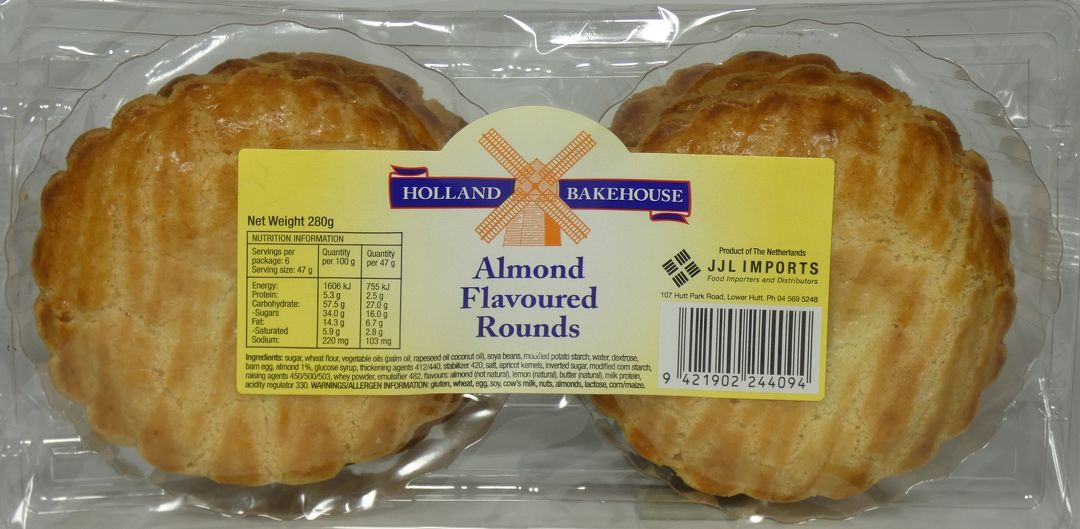 HOLLAND BAKEHOUSE
Almond
Flavoured
Rounds
Net Weight 280g
NUTRITION INFORMATION
Servings per package: 6
Serving size: 47 g
Quantity per 100 g
Quantity per 47 g
Energy: 1606 kJ 755 kJ
Protein: 5.3 g 2.5 g
Carbohydrate: 57.5 g 27.0 g
-Sugars 34.0 g 16.0 g
Fat: 14.3 g 6.7 g
-Saturated 5.9 g 2.8 g
Sodium: 220 mg 103 mg
Ingredients: sugar, wheat flour, vegetable oils (palm oil, rapeseed oil coconut oil), soya beans, modified potato starch, water, dextrose,
barn egg, almond 1%, glucose syrup, thickening agents 412/440, stabilizer 420, salt, apricot kernels, inverted sugar, modified corn starch,
raising agents 450/500/503, whey powder, emulsifier 482, flavours: almond (not natural), lemon (natural), butter (natural), milk protein,
acidity regulator 330. WARNINGS/ALLERGEN INFORMATION: gluten, wheat, egg, soy, cow's milk, nuts, almonds, lactose, corn/maize.
Product of The Netherlands
JJL IMPORTS
Food Importers and Distributors
107 Hutt Park Road, Lower Hutt. Ph 04 569 5248
9 421902 244094